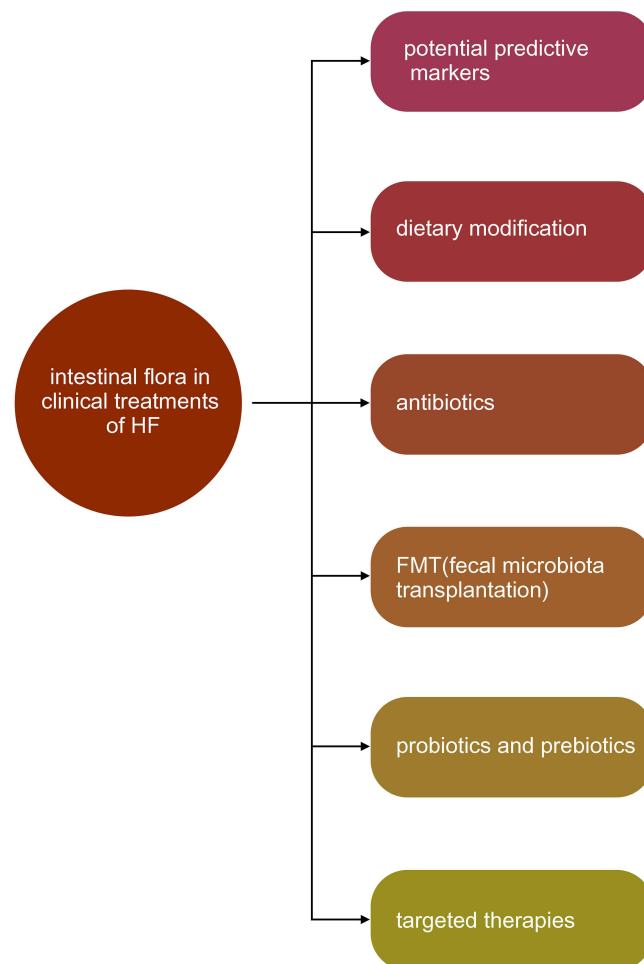 intestinal flora in
clinical treatments
of HF
potential predictive
markers
dietary modification
antibiotics
FMT(fecal microbiota
transplantation)
probiotics and prebiotics
targeted therapies